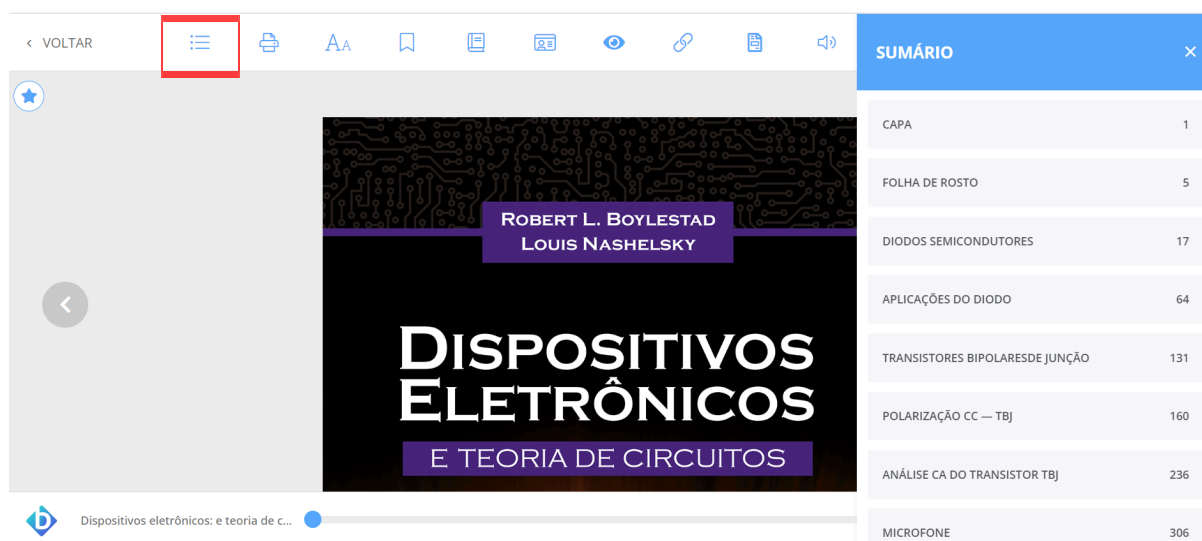 VOLTAR
AA
SUMÁRIO
CAPA 1
FOLHA DE ROSTO 5
DIODOS SEMICONDUTORES 17
APLICAÇÕES DO DIODO 64
TRANSISTORES BIPOLARESDE JUNÇÃO 131
POLARIZAÇÃO CC — TBJ 160
ANÁLISE CA DO TRANSISTOR TBJ 236
MICROFONE 306
ROBERT L. BOYLESTAD
LOUIS NASHELSKY
DISPOSITIVOS
ELETRÔNICOS
E TEORIA DE CIRCUITOS
Dispositivos eletrônicos: e teoria de c...